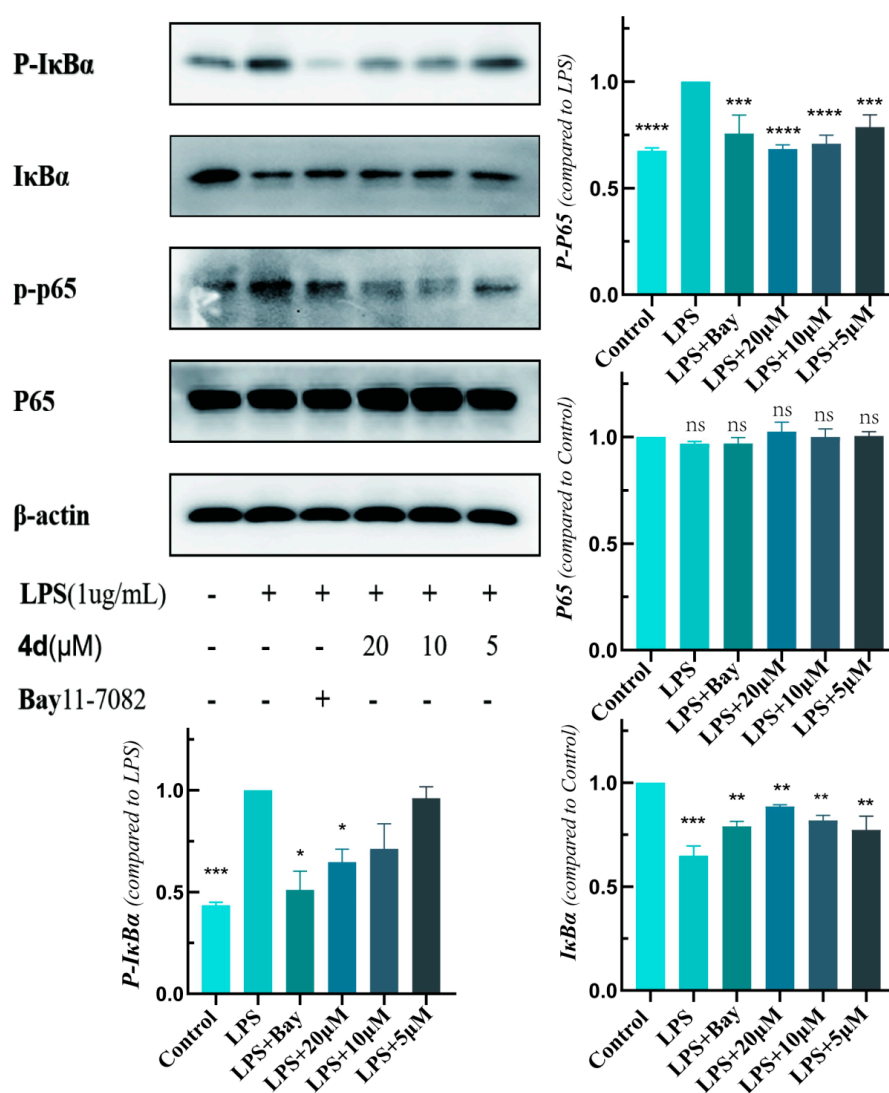 P-IκBα
IκBα
p-p65
P65
β-actin
LPS(1ug/mL) - + + + + +
4d(μM) - - - 20 10 5
Bay11-7082 - - + - - -
P-P65 (compared to LPS)
1.0
0.5
0.0
**** *** **** **** ***
Control LPS LPS+Bay LPS+20μM LPS+10μM LPS+5μM
P65 (compared to Control)
1.0
0.5
0.0
ns ns ns ns ns
Control LPS LPS+Bay LPS+20μM LPS+10μM LPS+5μM
P-IκBα (compared to LPS)
1.0
0.5
0.0
*** * *
Control LPS LPS+Bay LPS+20μM LPS+10μM LPS+5μM
IκBα (compared to Control)
1.0
0.5
0.0
*** ** ** ** **
Control LPS LPS+Bay LPS+20μM LPS+10μM LPS+5μM